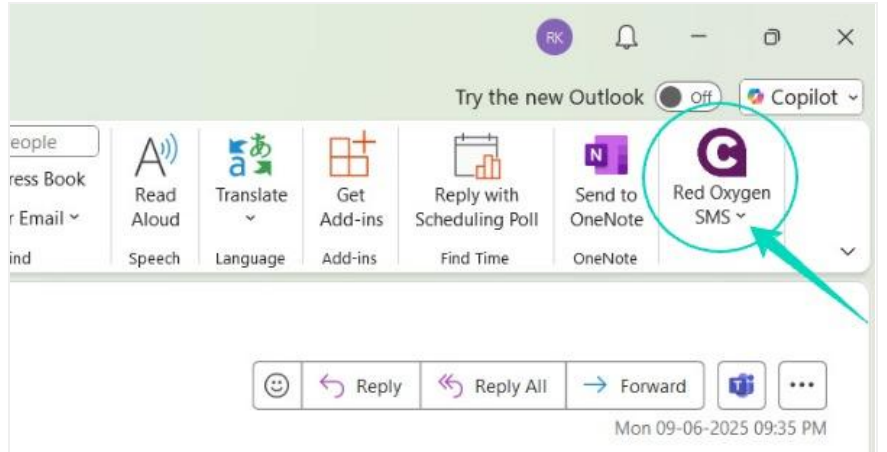 RK
Try the new Outlook Off Copilot
eople
ress Book
r Email
ind
Read
Aloud
Speech
あ
a
Translate
Language
Get
Add-ins
Add-ins
Reply with
Scheduling Poll
Find Time
N
Send to
OneNote
OneNote
Red Oxygen
SMS
Reply Reply All Forward
Mon 09-06-2025 09:35 PM